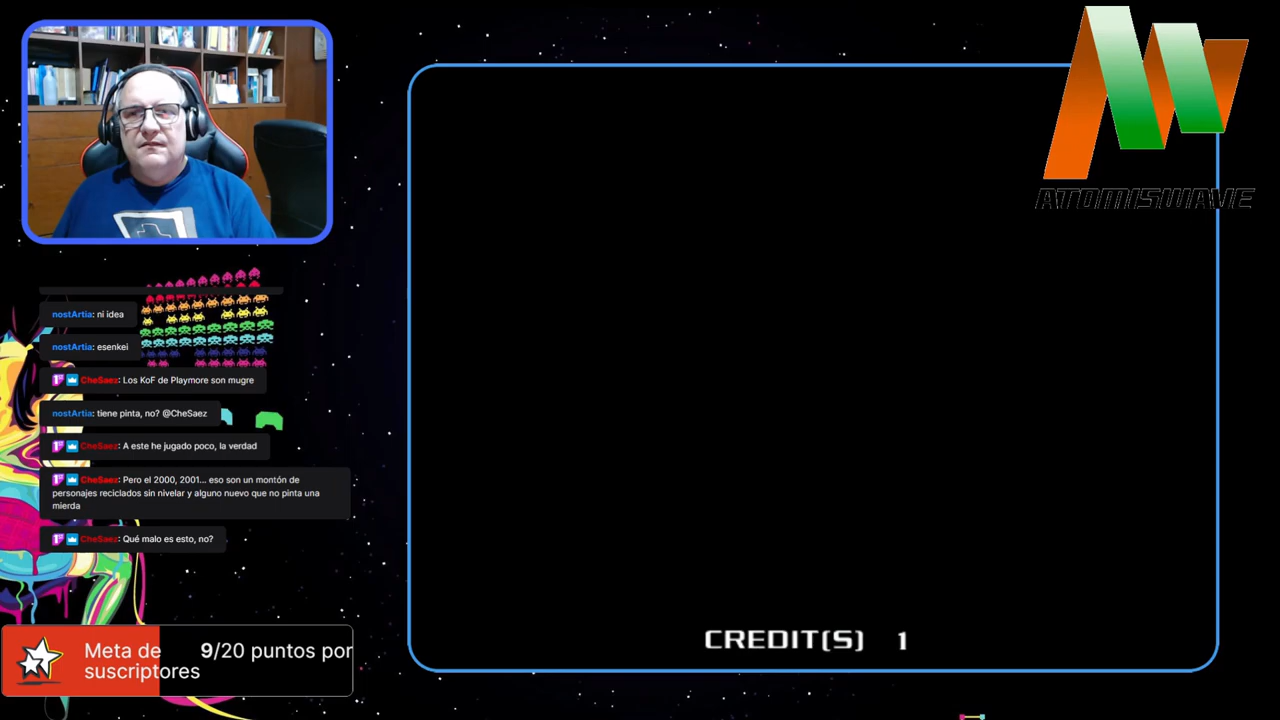 ATOMISWAVE
nostArtia: ni idea
nostArtia: esenkei
CheSaez: Los KoF de Playmore son mugre
nostArtia: tiene pinta, no? @CheSaez
CheSaez: A este he jugado poco, la verdad
CheSaez: Pero el 2000, 2001... eso son un montón de
personajes reciclados sin nivelar y alguno nuevo que no pinta una
mierda
CheSaez: Qué malo es esto, no?
Meta de
suscriptores
9/20 puntos por
CREDIT(S) 1